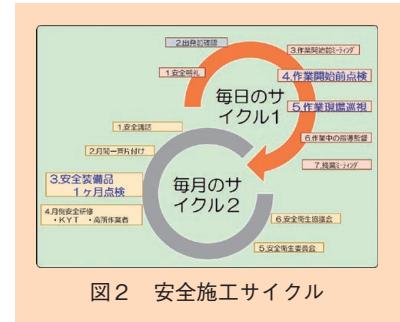 2.出発前確認
3.作業開始前ミーティング
1.安全朝礼
4.作業開始前点検
毎日のサ
イクル1
5.作業現場巡視
1.安全講話
6.作業中の指導監督
2.月間一斉片付け
7.残業ミーティング
3.安全装備品
1ヶ月点検
毎月のサ
イクル2
4.月例安全研修
・KYT ・高所作業者
6.安全衛生協議会
5.安全衛生委員会
図2 安全施工サイクル